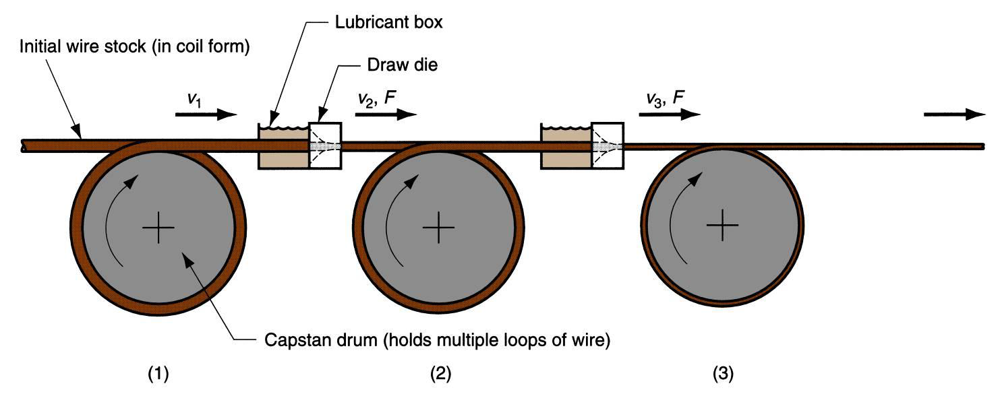 Lubricant box
Initial wire stock (in coil form)
Draw die
v1
v2, F
v3, F
Capstan drum (holds multiple loops of wire)
(1)
(2)
(3)